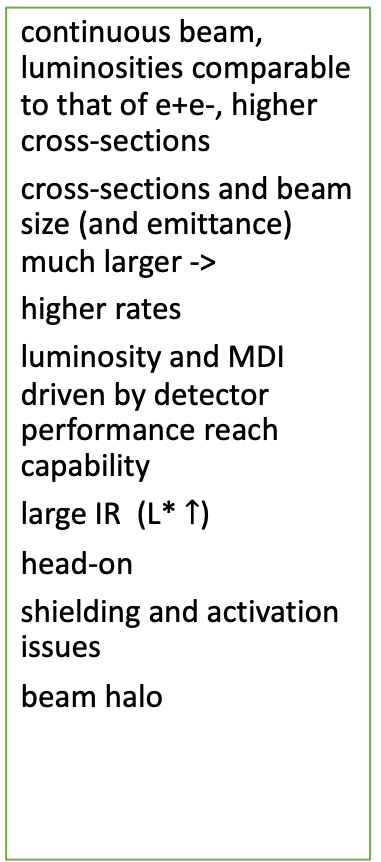 continuous beam,
luminosities comparable
to that of e+e-, higher
cross-sections
cross-sections and beam
size (and emittance)
much larger ->
higher rates
luminosity and MDI
driven by detector
performance reach
capability
large IR  (L* ↑)
head-on
shielding and activation
issues
beam halo